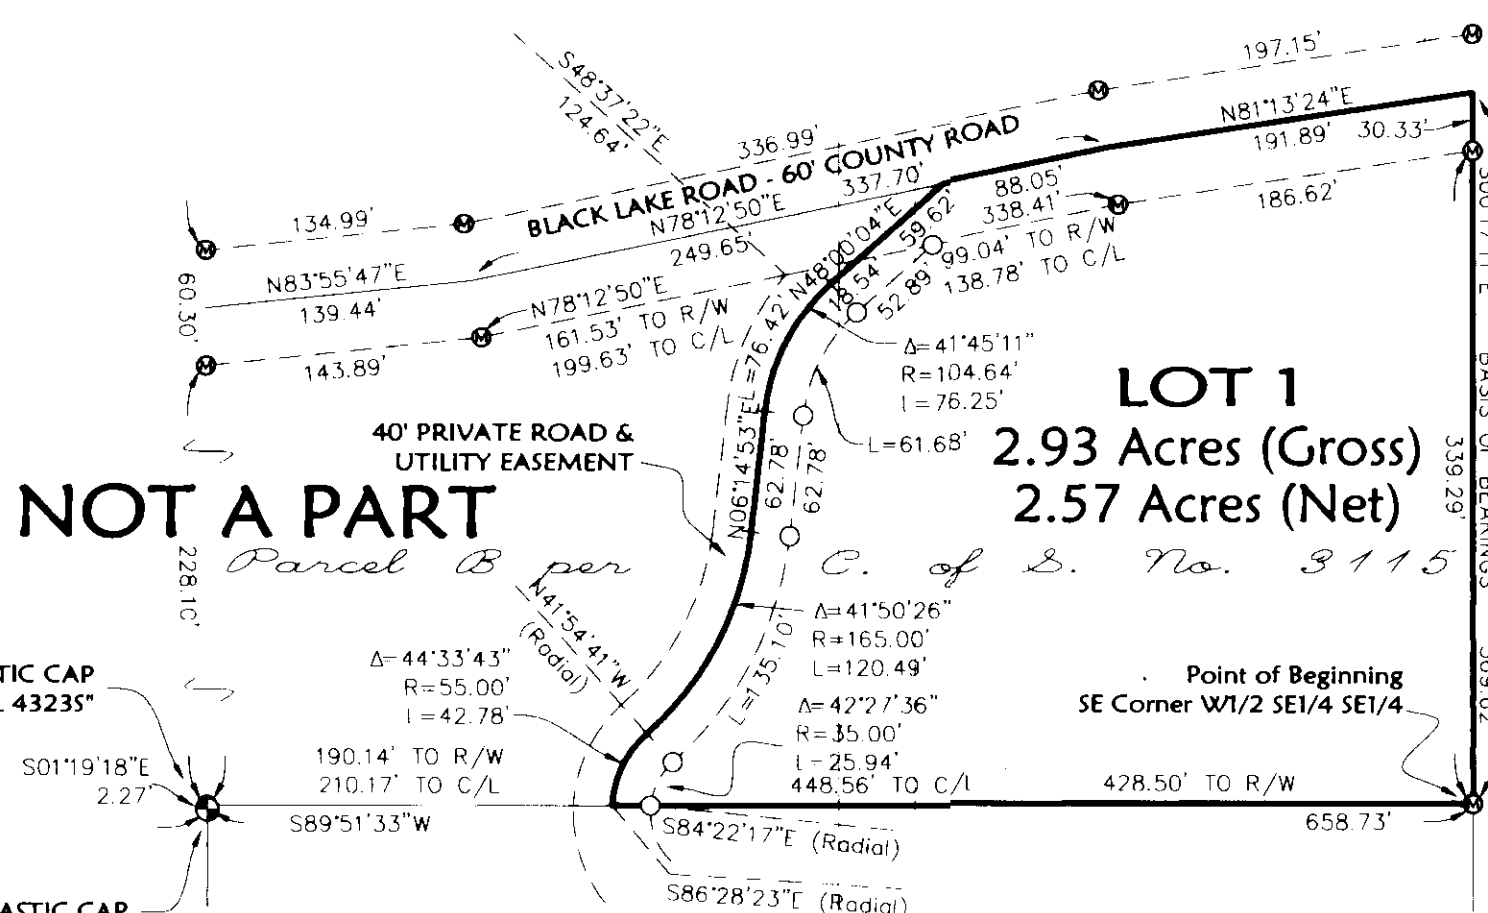 197.15'
S48°37'22"E
124.64'
336.99'
BLACK LAKE ROAD - 60' COUNTY ROAD
N81°13'24"E
191.89'
30.33'
337.70'
88.05'
338.41'
186.62'
134.99'
N78°12'50"E
249.65'
N83°55'47"E
139.44'
60.30'
143.89'
N78°12'50"E
161.53' TO R/W
199.63' TO C/L
N48°00'04"E
59.62'
18.54'
52.89'
99.04' TO R/W
138.78' TO C/L
L=76.42'
Δ=41°45'11"
R=104.64'
L=76.25'
L=61.68'
LOT 1
2.93 Acres (Gross)
2.57 Acres (Net)
40' PRIVATE ROAD &
UTILITY EASEMENT
N06°14'53"E
62.78'
62.78'
NOT A PART
BASIS OF BEARINGS
339.29'
228.10'
Parcel B per C. of S. No. 3115
N41°54'41"W
(Radial)
Δ=41°50'26"
R=165.00'
L=120.49'
L=135.10'
Δ=44°33'43"
R=55.00'
L=42.78'
Δ=42°27'36"
R=35.00'
L=25.94'
Point of Beginning
SE Corner W1/2 SE1/4 SE1/4
TIC CAP
4323S"
S01°19'18"E
2.27'
190.14' TO R/W
210.17' TO C/L
448.56' TO C/L
428.50' TO R/W
S89°51'33"W
658.73'
S84°22'17"E (Radial)
S86°28'23"E (Radial)
ASTIC CAP